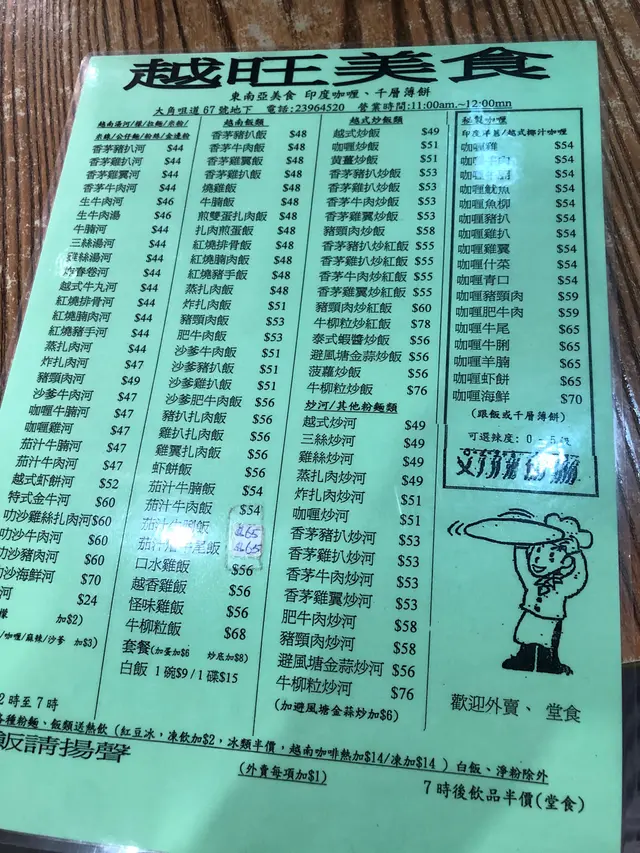 越旺美食
東南亞美食 印度咖喱、千層薄餅
大角咀道67號地下 電話:23964520 營業時間:11:00am.~12:00mn
越南湯河/檬/拉麵/米粉/
米線/公仔麵/粉絲/金邊粉
香茅豬扒河 $44
香茅雞扒河 $44
香茅雞翼河 $44
香茅牛肉河 $44
生牛肉河 $46
生牛肉湯 $46
牛腩河 $44
三絲湯河 $44
雞絲湯河 $44
炸春卷河 $44
越式牛丸河 $44
紅燒排骨河 $44
紅燒腩肉河 $44
紅燒豬手河 $44
蒸扎肉河 $44
炸扎肉河 $47
豬頸肉河 $49
沙爹牛肉河 $47
咖喱牛腩河 $47
咖喱雞河 $47
茄汁牛腩河 $47
茄汁牛肉河 $47
越式蝦餅河 $52
特式金牛河 $60
叻沙雞絲扎肉河 $60
叻沙牛肉河 $60
叻沙豬肉河 $60
叻沙海鮮河 $70
河 $24
檬 加$2)
/咖喱/麻辣/沙爹 加$3)
越南飯類
香茅豬扒飯 $48
香茅牛肉飯 $48
香茅雞翼飯 $48
香茅雞扒飯 $48
燒雞飯 $48
牛腩飯 $48
煎雙蛋扎肉飯 $48
扎肉煎蛋飯 $48
紅燒排骨飯 $48
紅燒腩肉飯 $48
紅燒豬手飯 $48
蒸扎肉飯 $48
炸扎肉飯 $51
豬頸肉飯 $53
肥牛肉飯 $53
沙爹牛肉飯 $51
沙爹豬扒飯 $51
沙爹雞扒飯 $51
沙爹肥牛肉飯 $56
豬扒扎肉飯 $56
雞扒扎肉飯 $56
雞翼扎肉飯 $56
蝦餅飯 $56
茄汁牛腩飯 $54
茄汁牛肉飯 $54
茄汁牛脷飯 $65
茄汁 牛尾飯 $65
口水雞飯 $56
越香雞飯 $56
怪味雞飯 $56
牛柳粒飯 $68
套餐(加蛋加$6 炒底加$8)
白飯 1碗$9/1碟$15
越式炒飯類
越式炒飯 $49
咖喱炒飯 $51
黃薑炒飯 $51
香茅豬扒炒飯 $53
香茅雞扒炒飯 $53
香茅牛肉炒飯 $53
香茅雞翼炒飯 $53
豬頸肉炒飯 $58
香茅豬扒炒紅飯 $55
香茅雞扒炒紅飯 $55
香茅牛肉炒紅飯 $55
香茅雞翼炒紅飯 $55
豬頸肉炒紅飯 $60
牛柳粒炒紅飯 $78
泰式蝦醬炒飯 $56
避風塘金蒜炒飯 $56
菠蘿炒飯 $56
牛柳粒炒飯 $76
炒河/其他粉麵類
越式炒河 $49
三絲炒河 $49
雞絲炒河 $49
蒸扎肉炒河 $49
炸扎肉炒河 $51
咖喱炒河 $51
香茅豬扒炒河 $53
香茅雞扒炒河 $53
香茅牛肉炒河 $53
香茅雞翼炒河 $53
肥牛肉炒河 $58
豬頸肉炒河 $58
避風塘金蒜炒河 $56
牛柳粒炒河 $76
(加避風塘金蒜炒加$6)
秘製咖喱
印度洋蔥/越式椰汁咖喱
咖喱雞 $54
咖喱牛肉 $54
咖喱牛腩 $54
咖喱魷魚 $54
咖喱魚柳 $54
咖喱豬扒 $54
咖喱雞扒 $54
咖喱雞翼 $54
咖喱什菜 $54
咖喱青口 $54
咖喱豬頸肉 $59
咖喱肥牛肉 $59
咖喱牛尾 $65
咖喱牛脷 $65
咖喱羊腩 $65
咖喱蝦餅 $65
咖喱海鮮 $70
(跟飯或千層薄餅)
可選辣度: 0 - 5
歡迎外賣、堂食
2時至7時
各種粉麵、飯類送熱飲(紅豆冰,凍飲加$2,冰類半價,越南咖啡熱加$14/凍加$14)白飯、淨粉除外
飯請揚聲
(外賣每項加$1)
7時後飲品半價(堂食)